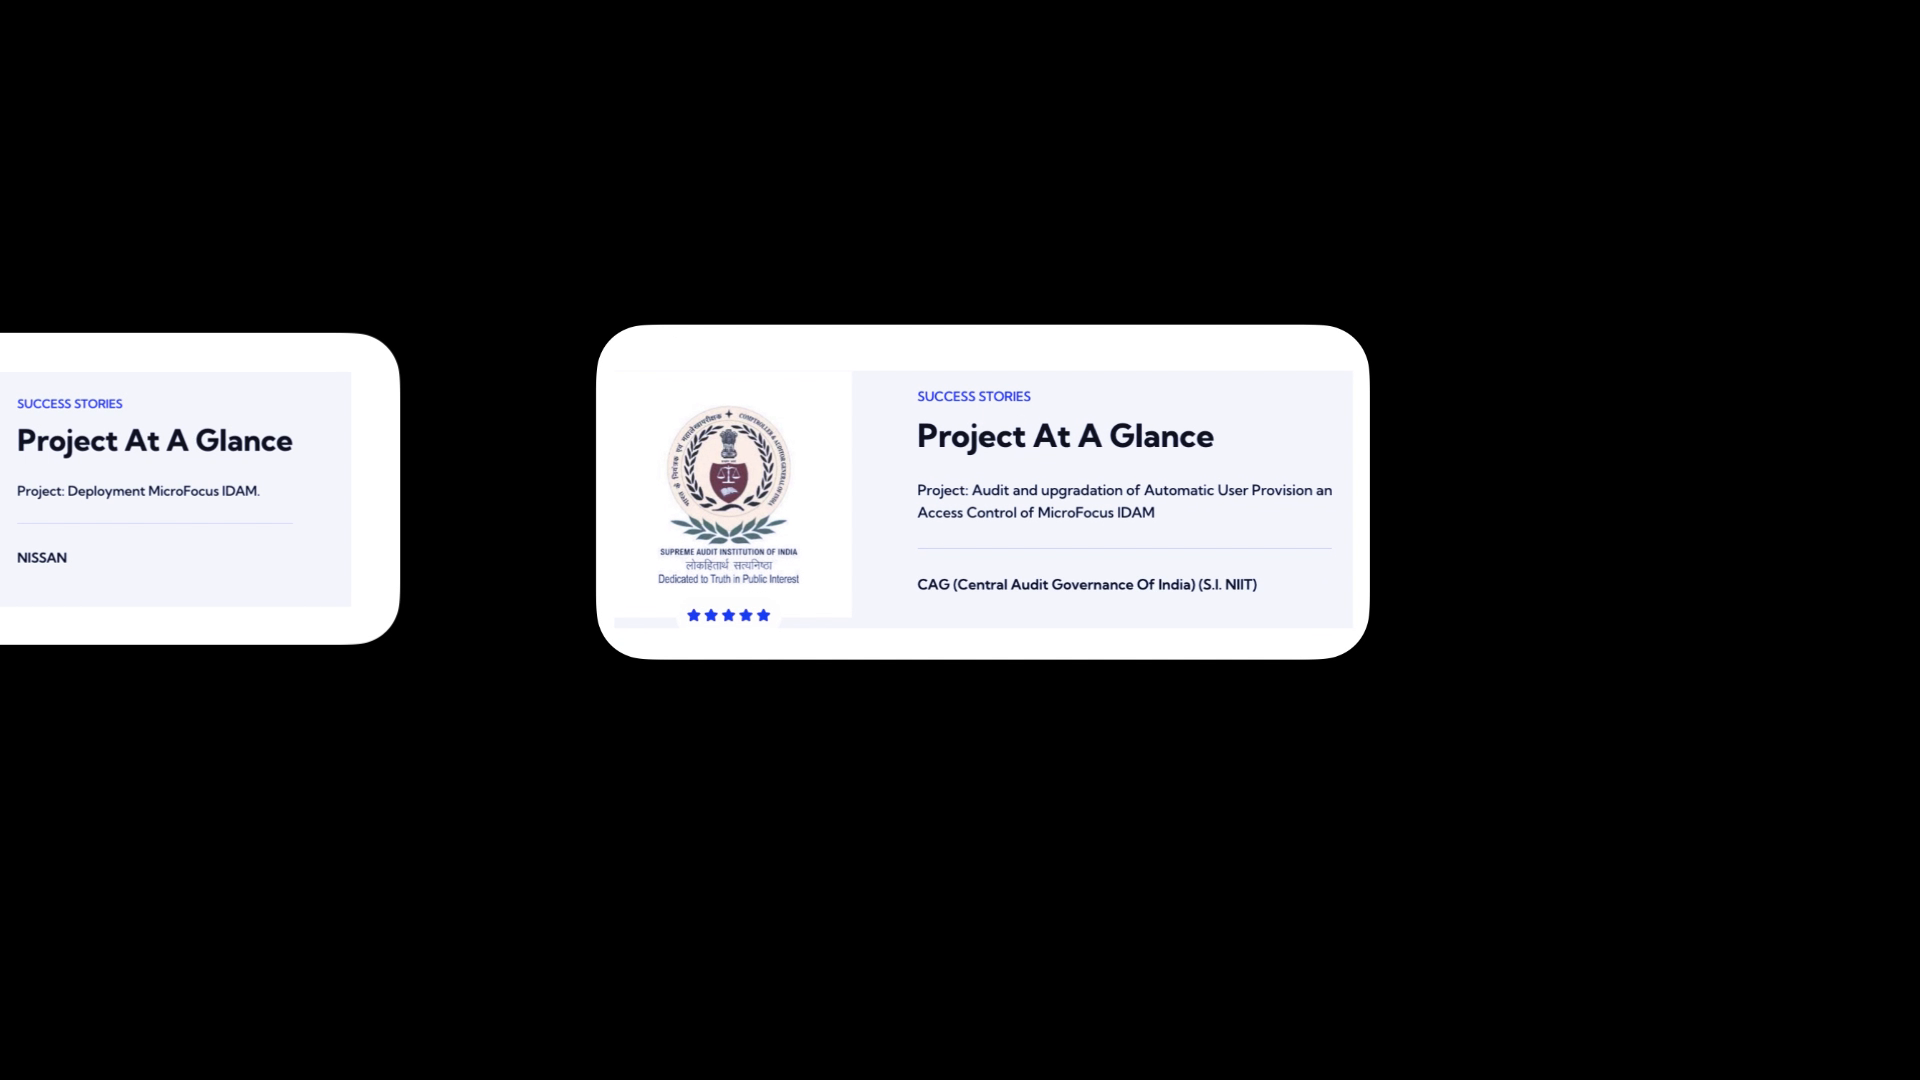 SUCCESS STORIES
Project At A Glance
Project: Deployment MicroFocus IDAM.
NISSAN
SUPREME AUDIT INSTITUTION OF INDIA
लोकहितार्थ सत्यनिष्ठा
Dedicated to Truth in Public Interest
SUCCESS STORIES
Project At A Glance
Project: Audit and upgradation of Automatic User Provision an
Access Control of MicroFocus IDAM
CAG (Central Audit Governance Of India) (S.I. NIIT)